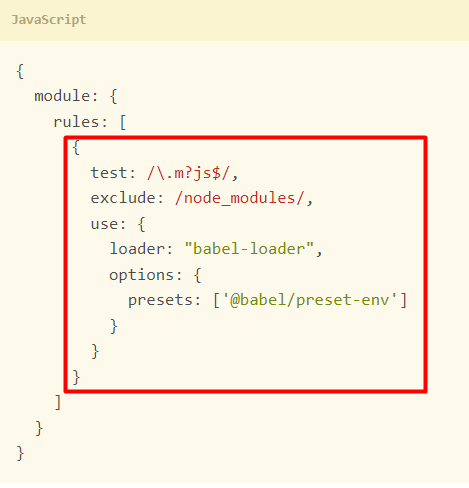 JavaScript
{
  module: {
    rules: [
      {
        test: /\.m?js$/,
        exclude: /node_modules/,
        use: {
          loader: "babel-loader",
          options: {
            presets: ['@babel/preset-env']
          }
        }
      }
    ]
  }
}